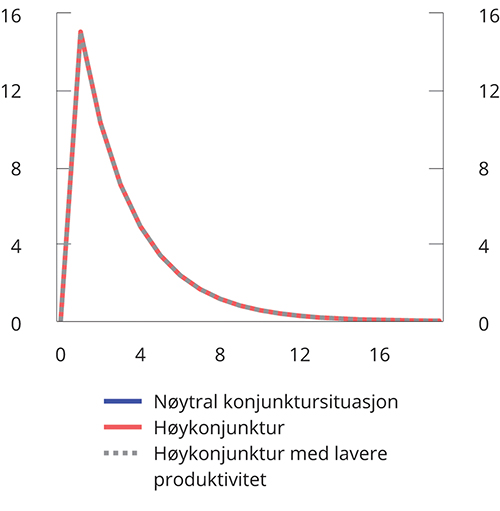 16 16
12 12
8 8
4 4
0 0
0 4 8 12 16
Nøytral konjunktursituasjon
Høykonjunktur
Høykonjunktur med lavere
produktivitet